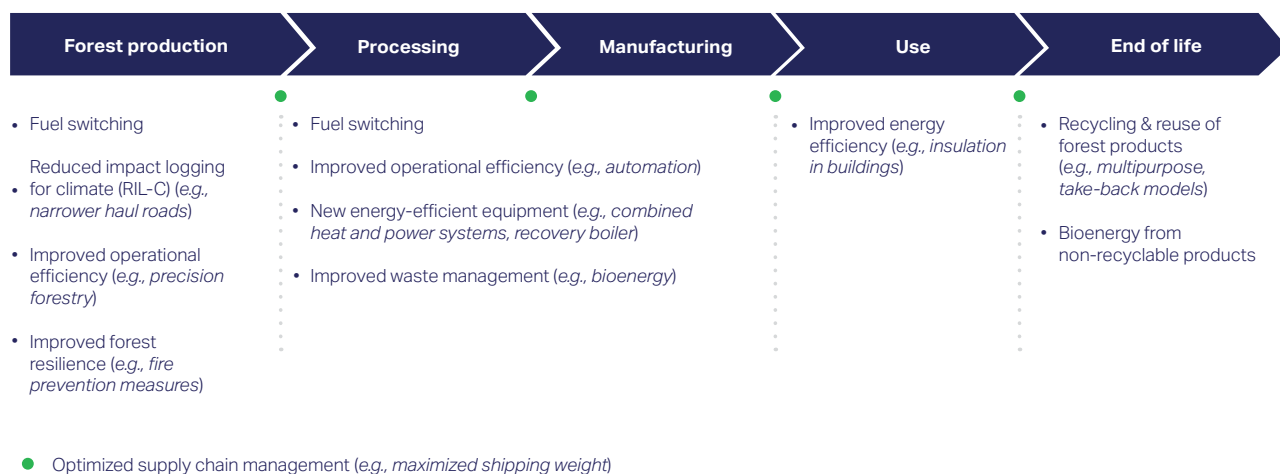 Forest production
Processing
Manufacturing
Use
End of life
• Fuel switching
Reduced impact logging
• for climate (RIL-C) (e.g.,
narrower haul roads)
• Improved operational
efficiency (e.g., precision
forestry)
• Improved forest
resilience (e.g., fire
prevention measures)
• Fuel switching
• Improved operational efficiency (e.g., automation)
• New energy-efficient equipment (e.g., combined
heat and power systems, recovery boiler)
• Improved waste management (e.g., bioenergy)
• Improved energy
efficiency (e.g., insulation
in buildings)
• Recycling & reuse of
forest products
(e.g., multipurpose,
take-back models)
• Bioenergy from
non-recyclable products
Optimized supply chain management (e.g., maximized shipping weight)